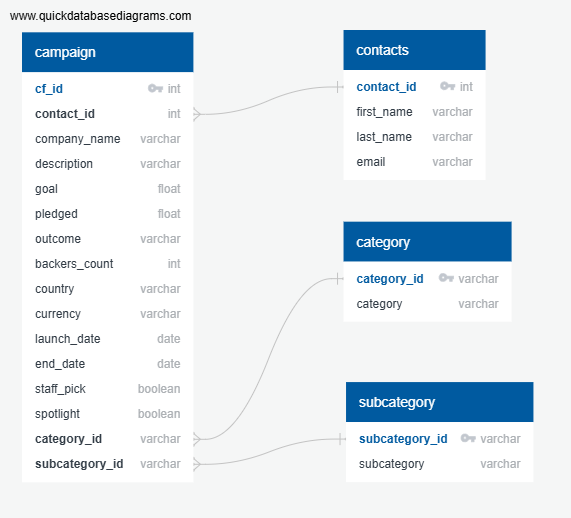 www.quickdatabasediagrams.com
campaign
cf_id int
contact_id int
company_name varchar
description varchar
goal float
pledged float
outcome varchar
backers_count int
country varchar
currency varchar
launch_date date
end_date date
staff_pick boolean
spotlight boolean
category_id varchar
subcategory_id varchar
contacts
contact_id int
first_name varchar
last_name varchar
email varchar
category
category_id varchar
category varchar
subcategory
subcategory_id varchar
subcategory varchar